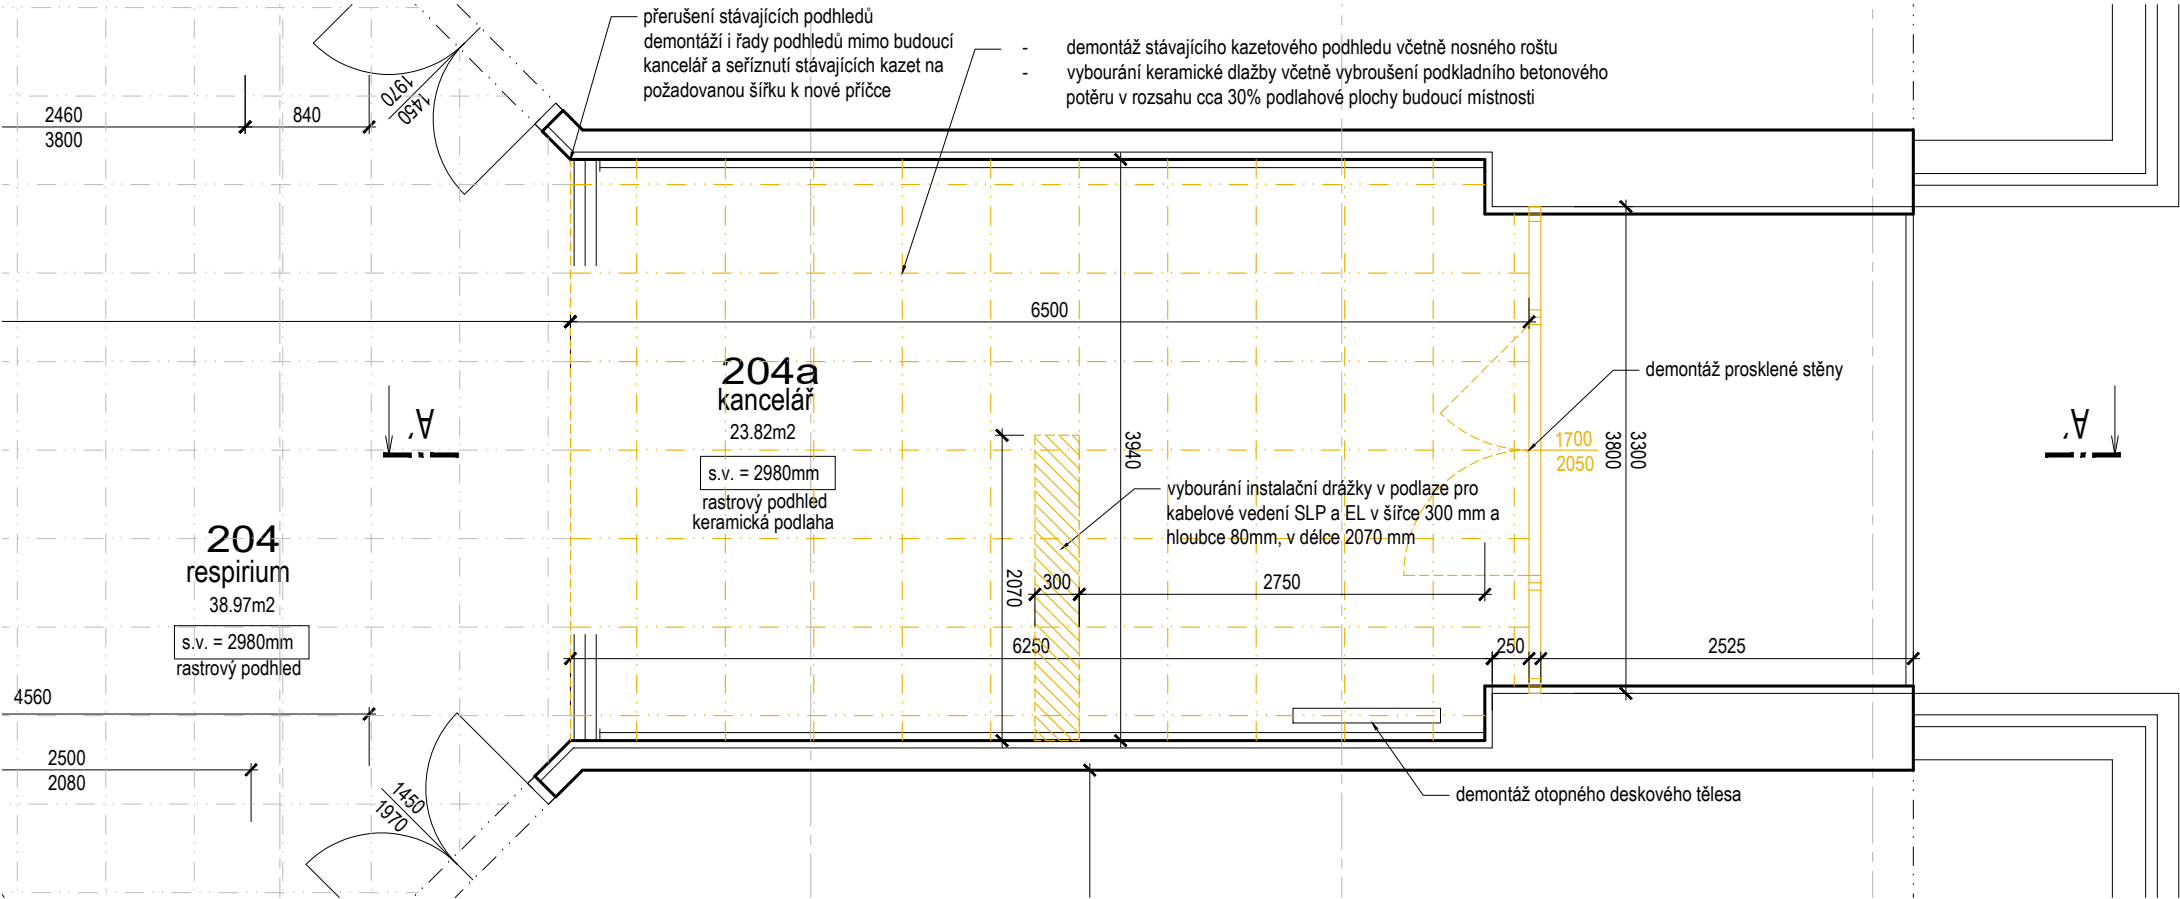 přerušení stávajících podhledů
demontáží i řady podhledů mimo budoucí
kancelář a seříznutí stávajících kazet na
požadovanou šířku k nové příčce
- demontáž stávajícího kazetového podhledu včetně nosného roštu
- vybourání keramické dlažby včetně vybroušení podkladního betonového
potěru v rozsahu cca 30% podlahové plochy budoucí místnosti
1970
1450
2460
3800
840
6500
204a
kancelář
23.82m2
s.v. = 2980mm
rastrový podhled
keramická podlaha
demontáž prosklené stěny
A'
A'
3940
1700
2050
3800
3300
vybourání instalační drážky v podlaze pro
kabelové vedení SLP a EL v šířce 300 mm a
hloubce 80mm, v délce 2070 mm
204
respirium
38.97m2
s.v. = 2980mm
rastrový podhled
2070
300
2750
6250
250
2525
4560
2500
2080
1450
1970
demontáž otopného deskového tělesa